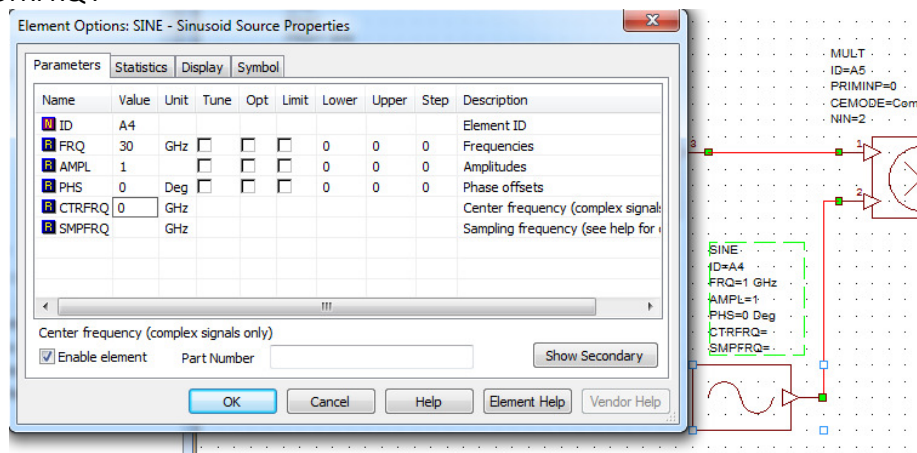 Element Options: SINE - Sinusoid Source Properties
X
Parameters Statistics Display Symbol
Name Value Unit Tune Opt Limit Lower Upper Step Description
N ID A4 Element ID
R FRQ 30 GHz 0 0 0 Frequencies
R AMPL 1 0 0 0 Amplitudes
R PHS 0 Deg 0 0 0 Phase offsets
R CTRFRQ 0 GHz Center frequency (complex signals
R SMPFRQ GHz Sampling frequency (see help for
Center frequency (complex signals only)
Enable element Part Number Show Secondary
OK Cancel Help Element Help Vendor Help
MULT
ID=A5
PRIMINP=0
CEMODE=Com
NIN=2
3
1
2
SINE
ID=A4
FRQ=1 GHz
AMPL=1
PHS=0 Deg
CTRFRQ=
SMPFRQ=